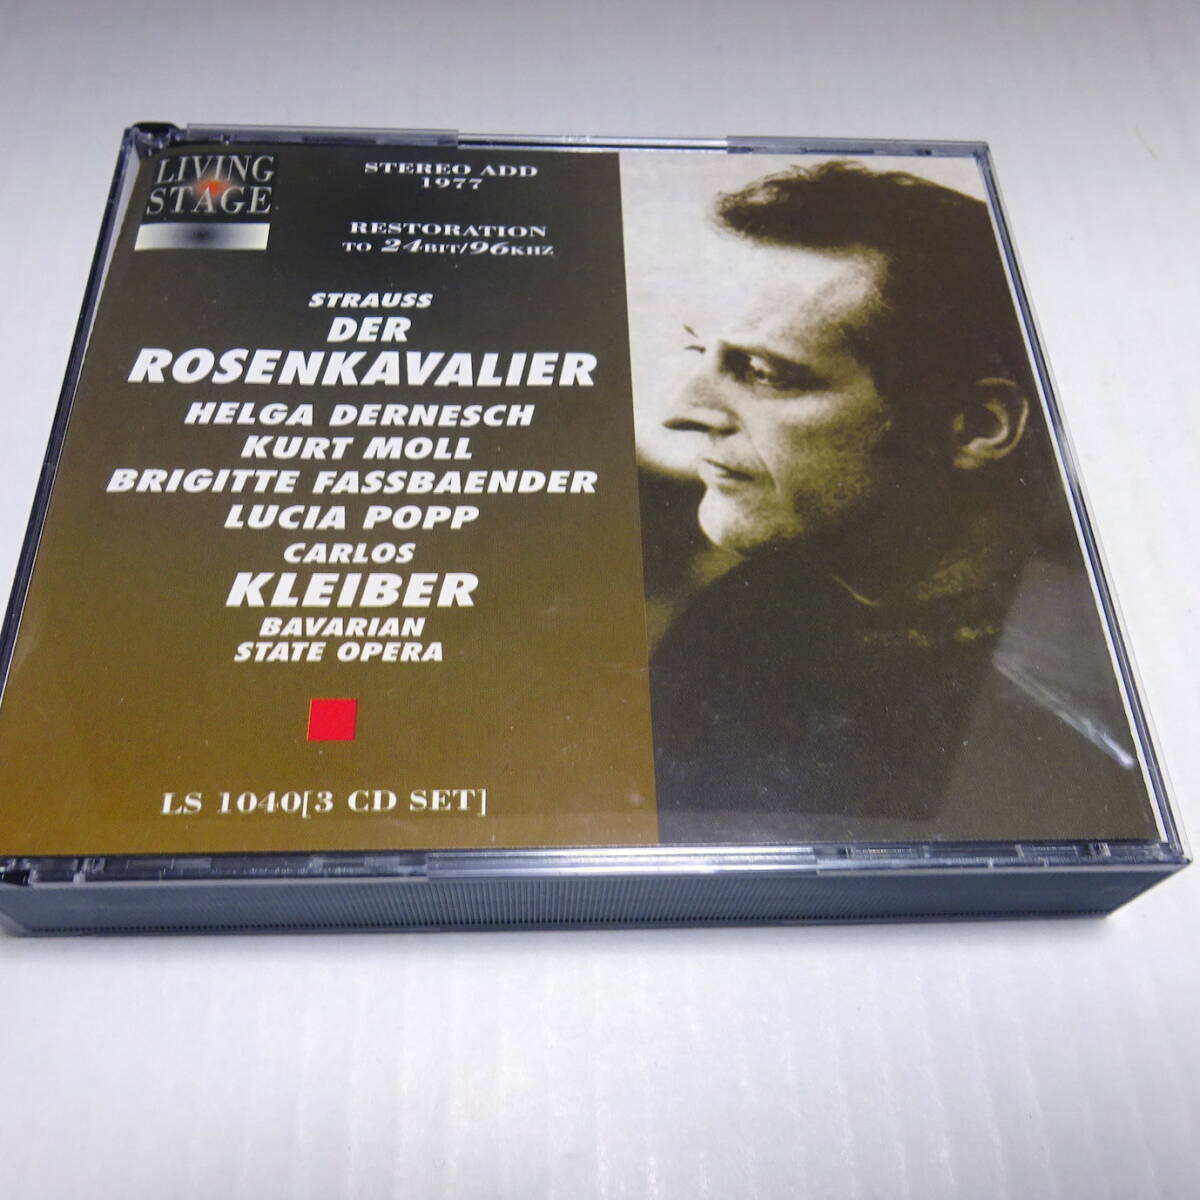 LIVING
STAGE
STEREO ADD
1977
RESTORATION
TO 24BIT/96KHZ
STRAUSS
DER
ROSENKAVALIER
HELGA DERNESCH
KURT MOLL
BRIGITTE FASSBAENDER
LUCIA POPP
CARLOS
KLEIBER
BAVARIAN
STATE OPERA
LS 1040[3 CD SET]